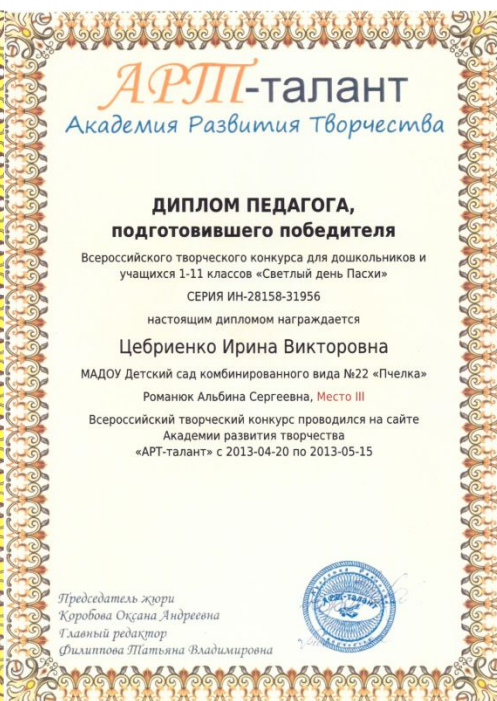 АРТ-талант
Академия Развития Творчества
ДИПЛОМ ПЕДАГОГА,
подготовившего победителя
Всероссийского творческого конкурса для дошкольников и
учащихся 1-11 классов «Светлый день Пасхи»
СЕРИЯ ИН-28158-31956
настоящим дипломом награждается
Цебриенко Ирина Викторовна
МАДОУ Детский сад комбинированного вида №22 «Пчелка»
Романюк Альбина Сергеевна, Место III
Всероссийский творческий конкурс проводился на сайте
Академии развития творчества
«АРТ-талант» с 2013-04-20 по 2013-05-15
Председатель жюри
Коробова Оксана Андреевна
Главный редактор
Филиппова Татьяна Владимировна
АРТ-талант